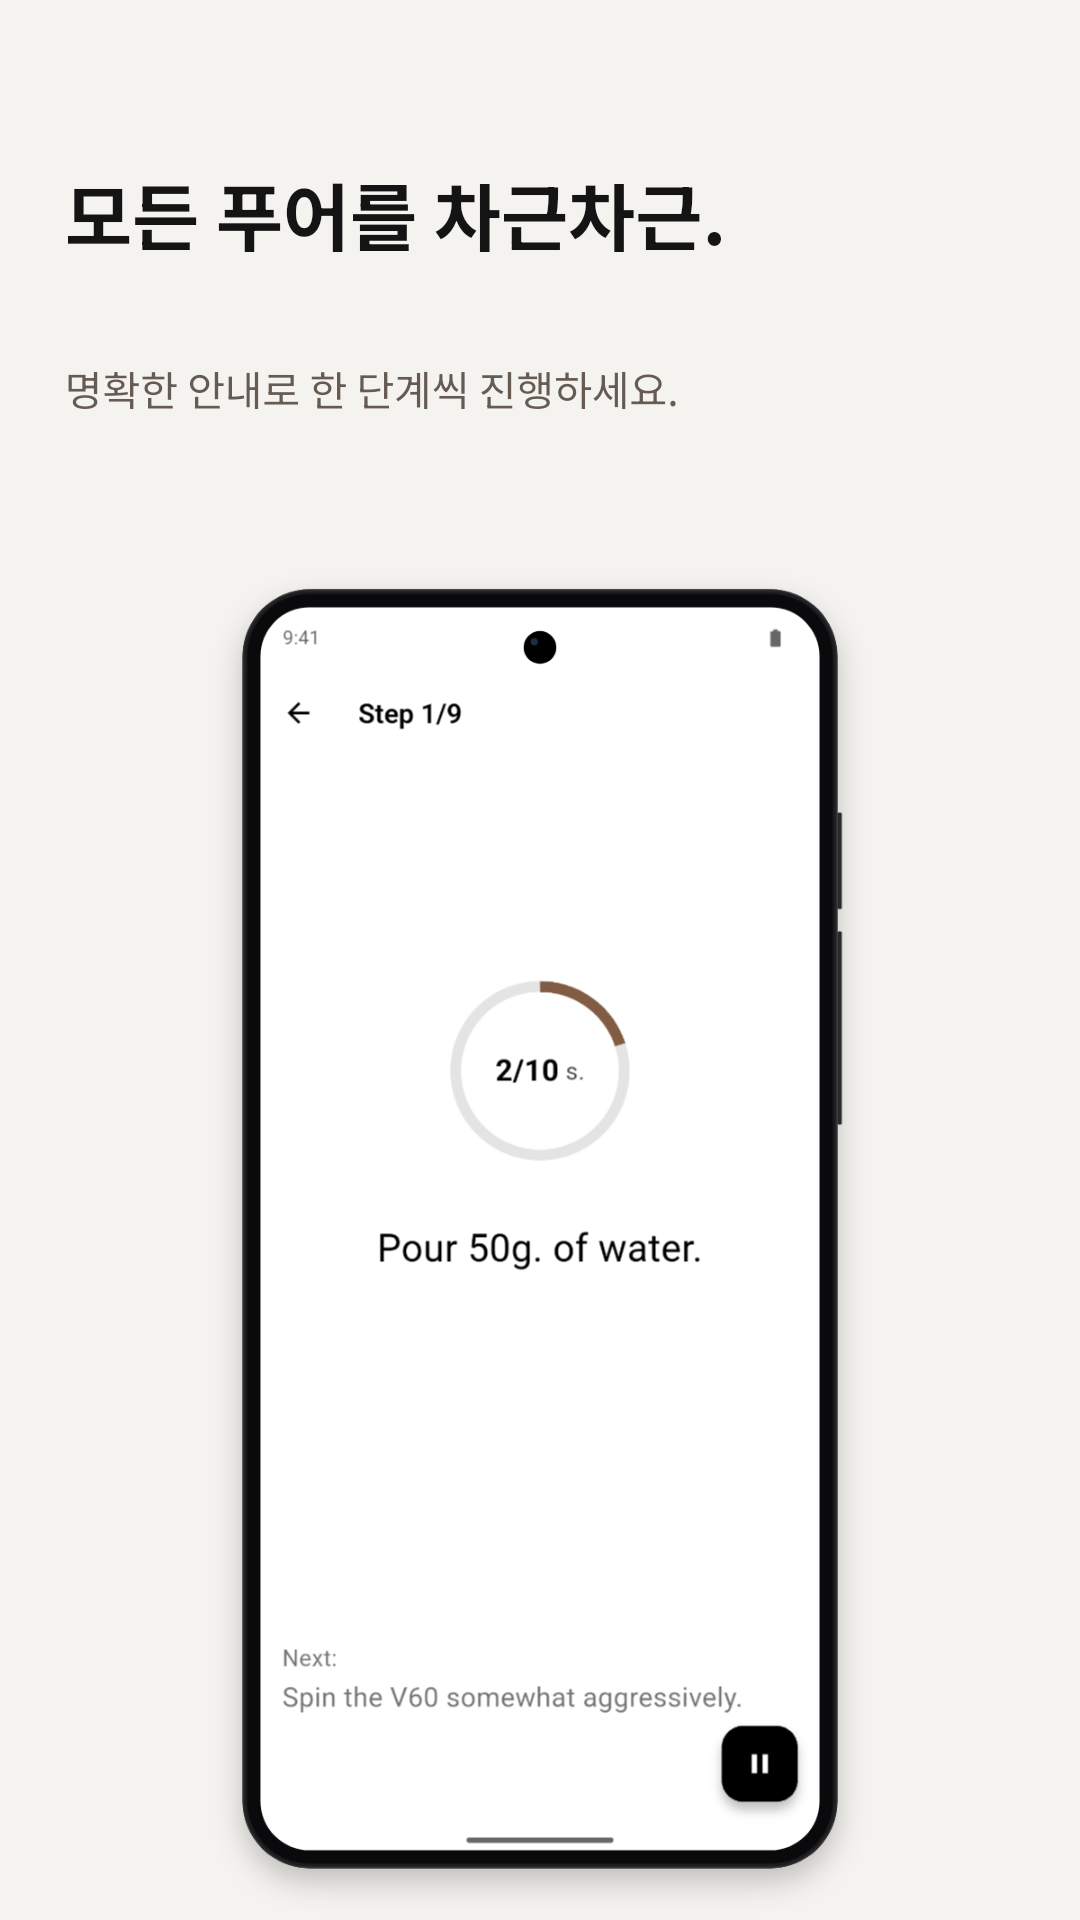 모든 푸어를 차근차근.
명확한 안내로 한 단계씩 진행하세요.
9:41
Step 1/9
2/10 s.
Pour 50g. of water.
Next:
Spin the V60 somewhat aggressively.